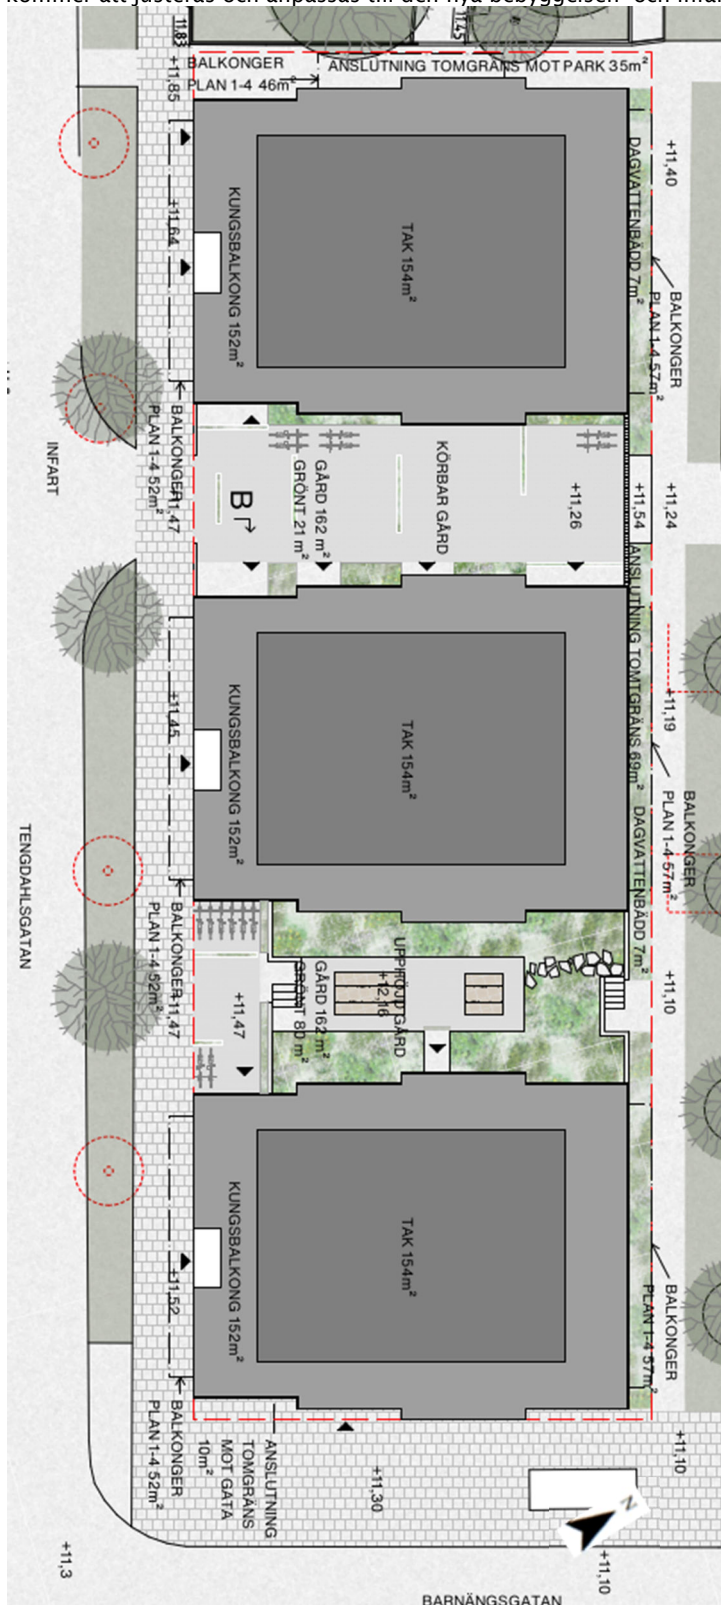 kommer att justeras och anpassas till den nya bebyggelsen och infar
11.83
11.45
BALKONGER
PLAN 1-4 46m²
ANSLUTNING TOMGRÄNS MOT PARK 35m²
+11,85
+11,40
DAGVATTENBÄDD 7m²
+11,64
KUNGSBALKONG 152m²
TAK 154m²
BALKONGER
PLAN 1-4 57m²
BALKONGER
PLAN 1-4 52m²
+11,47
INFART
B
GÅRD 162 m²
GRÖNT 21 m²
KÖRBAR GÅRD
+11,26
+11,54
+11,24
ANSLUTNING TOMTGRÄNS 69m²
+11,19
+11,45
KUNGSBALKONG 152m²
TAK 154m²
BALKONGER
PLAN 1-4 57m²
DAGVATTENBÄDD 7m²
TENGDAHLSGATAN
BALKONGER
PLAN 1-4 52m²
+11,47
+11,47
GÅRD 162 m²
GRÖNT 80 m²
UPPHÖJD GÅRD
+12,16
+11,10
+11,52
KUNGSBALKONG 152m²
TAK 154m²
BALKONGER
PLAN 1-4 57m²
BALKONGER
PLAN 1-4 52m²
ANSLUTNING
TOMGRÄNS
MOT GATA
10m²
+11,30
+11,10
N
+11,3
+11,10
BARNÄNGSGATAN